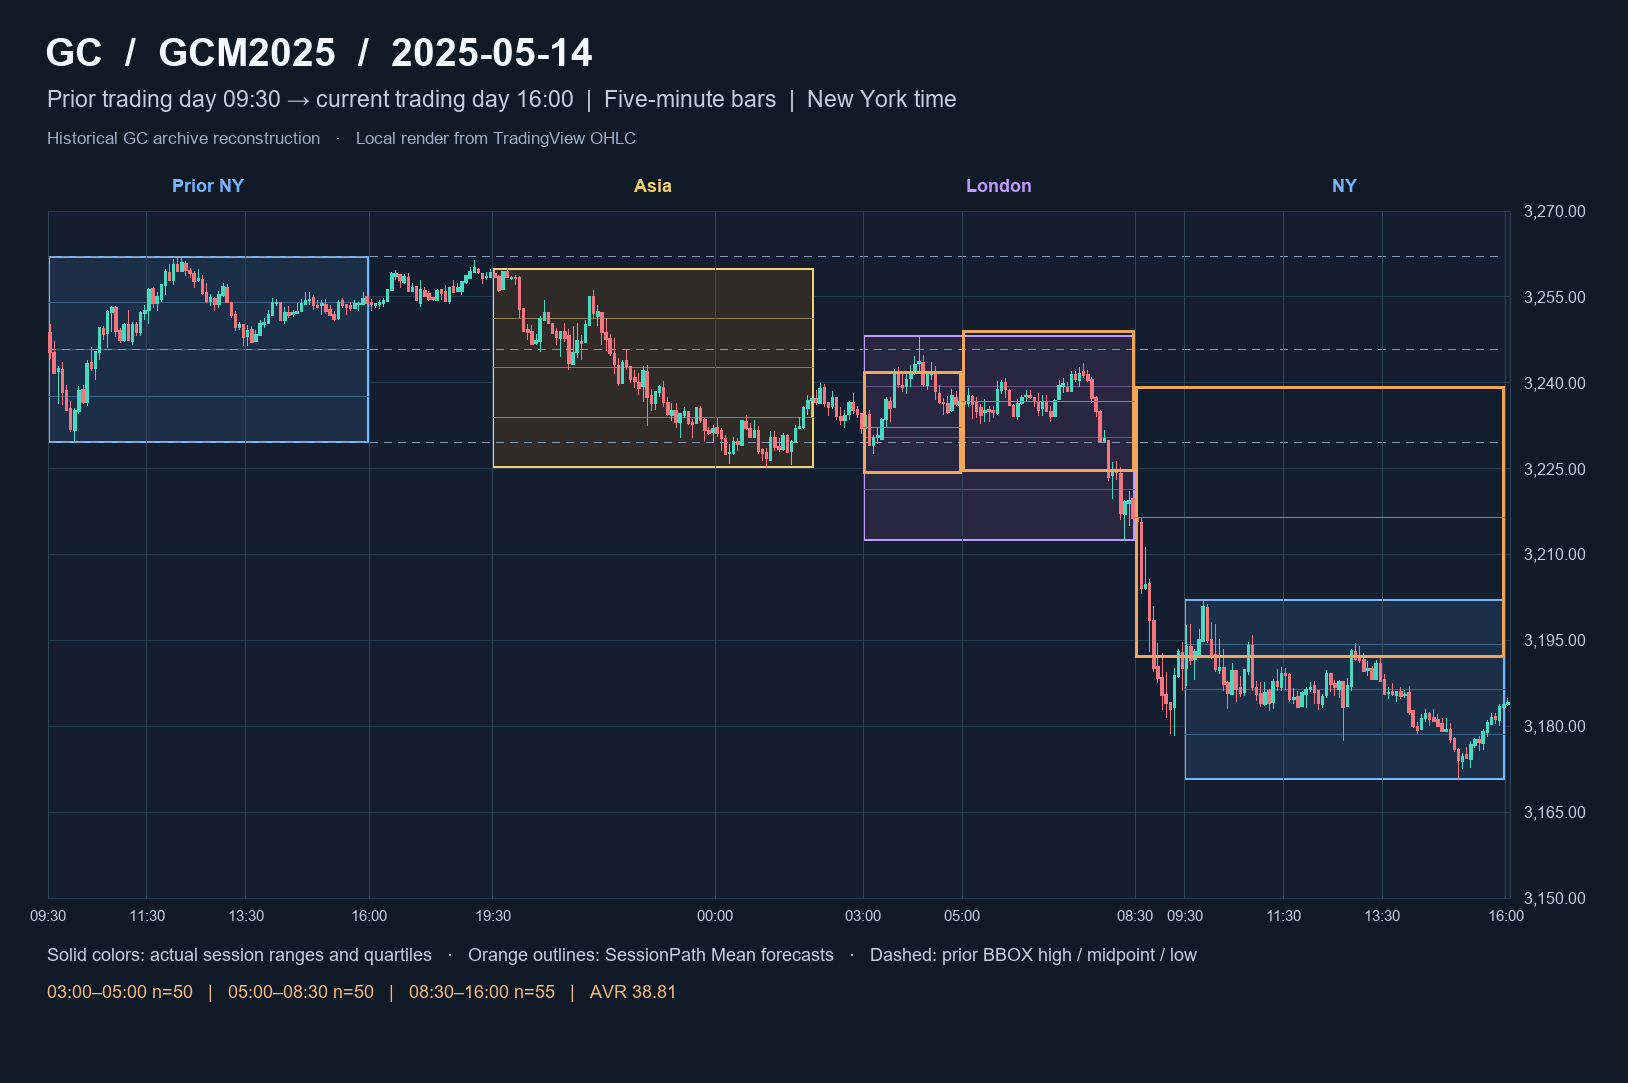 GC / GCM2025 / 2025-05-14
Prior trading day 09:30 → current trading day 16:00 | Five-minute bars | New York time
Historical GC archive reconstruction · Local render from TradingView OHLC
Prior NY Asia London NY
3,270.00
3,255.00
3,240.00
3,225.00
3,210.00
3,195.00
3,180.00
3,165.00
3,150.00
09:30 11:30 13:30 16:00 19:30 00:00 03:00 05:00 08:30 09:30 11:30 13:30 16:00
Solid colors: actual session ranges and quartiles · Orange outlines: SessionPath Mean forecasts · Dashed: prior BBOX high / midpoint / low
03:00–05:00 n=50 | 05:00–08:30 n=50 | 08:30–16:00 n=55 | AVR 38.81